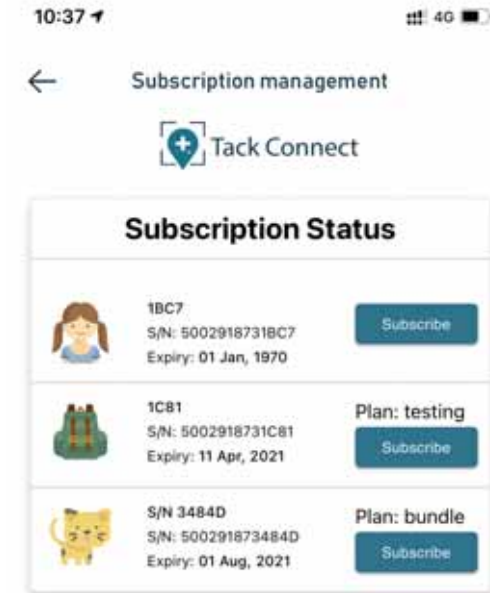 10:37
4G
Subscription management
Tack Connect
Subscription Status
1BC7
S/N: 5002918731BC7
Expiry: 01 Jan, 1970
Subscribe
1C81
S/N: 5002918731C81
Expiry: 11 Apr, 2021
Plan: testing
Subscribe
S/N 3484D
S/N: 500291873484D
Expiry: 01 Aug, 2021
Plan: bundle
Subscribe